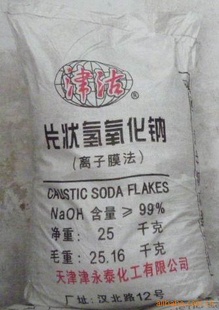 津沽
®
片状氢氧化钠
(离子膜法)
CAUSTIC SODA FLAKES
NaOH 含量 ≥ 99%
净重: 25 千克
毛重: 25.16 千克
天津津永泰化工有限公司
厂址: 汉北路12号